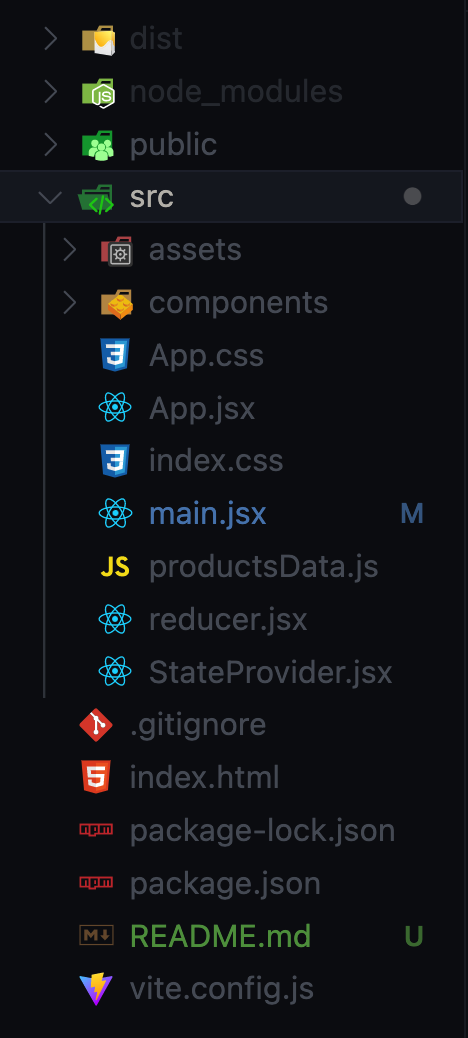 dist
node_modules
public
src
assets
components
App.css
App.jsx
index.css
main.jsx M
JS productsData.js
reducer.jsx
StateProvider.jsx
.gitignore
index.html
package-lock.json
package.json
README.md U
vite.config.js